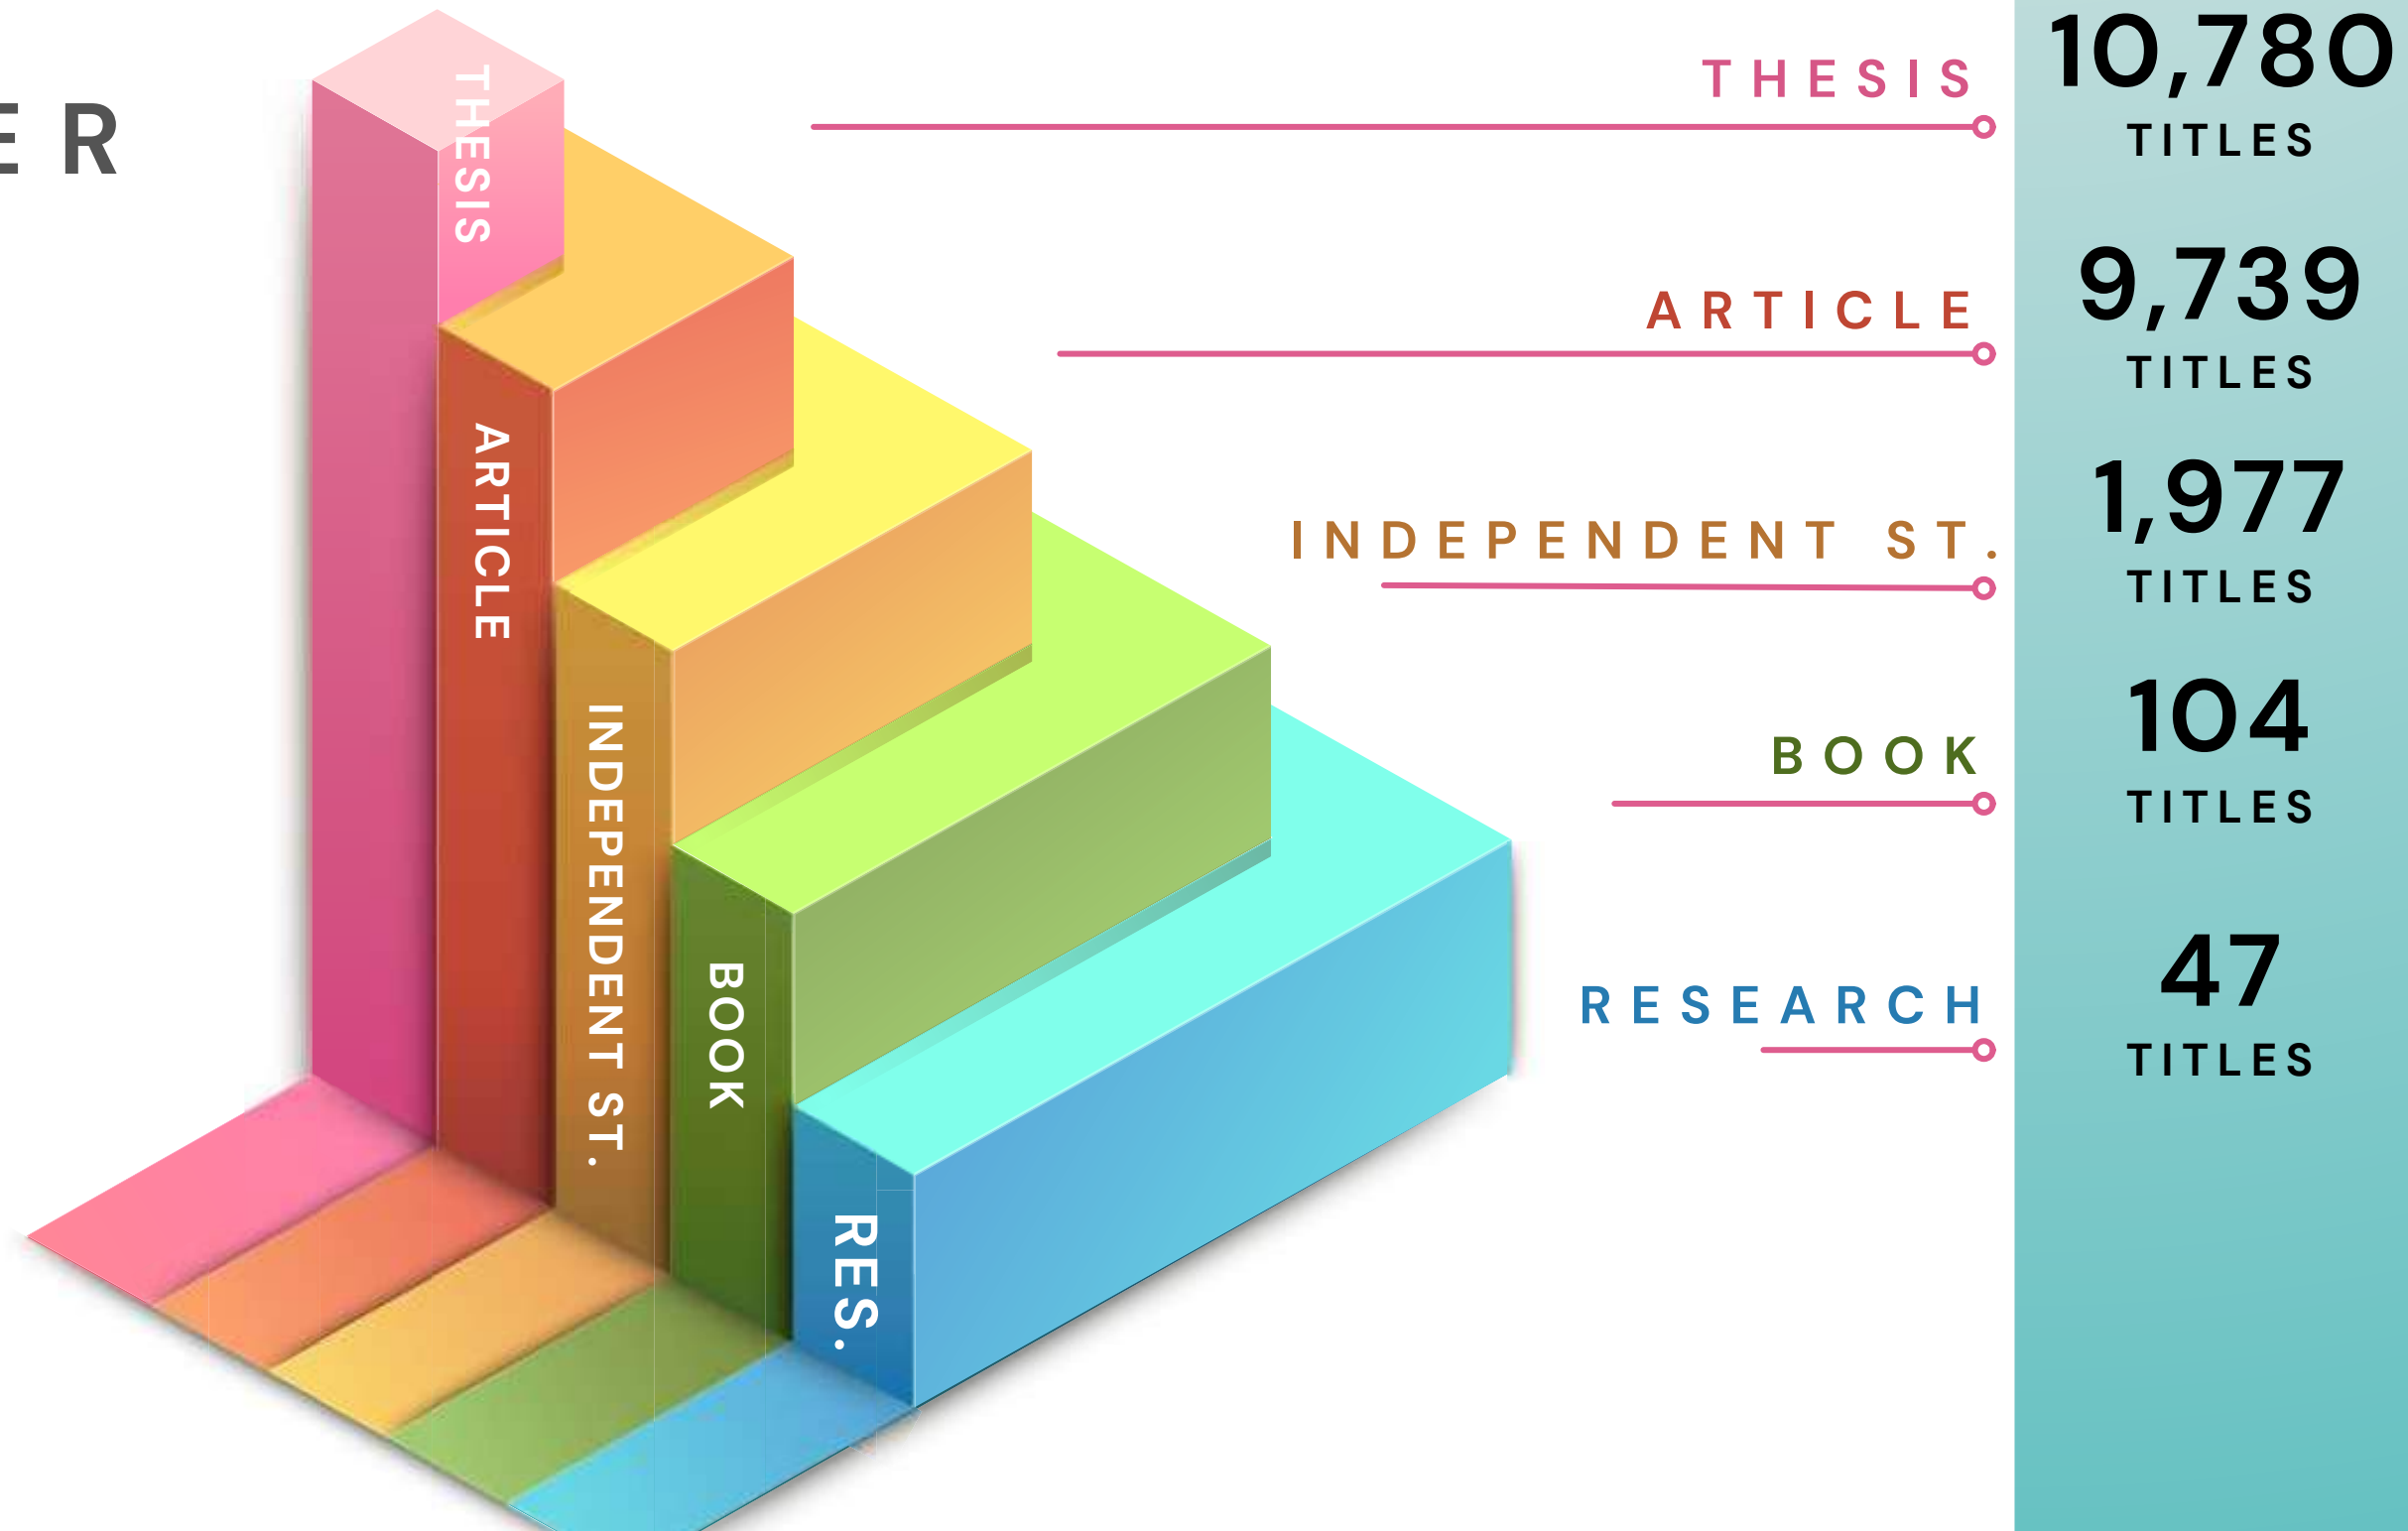 ER
THESIS
10,780
TITLES
ARTICLE
9,739
TITLES
INDEPENDENT ST.
1,977
TITLES
BOOK
104
TITLES
RESEARCH
47
TITLES
THESIS
ARTICLE
INDEPENDENT ST.
BOOK
RES.